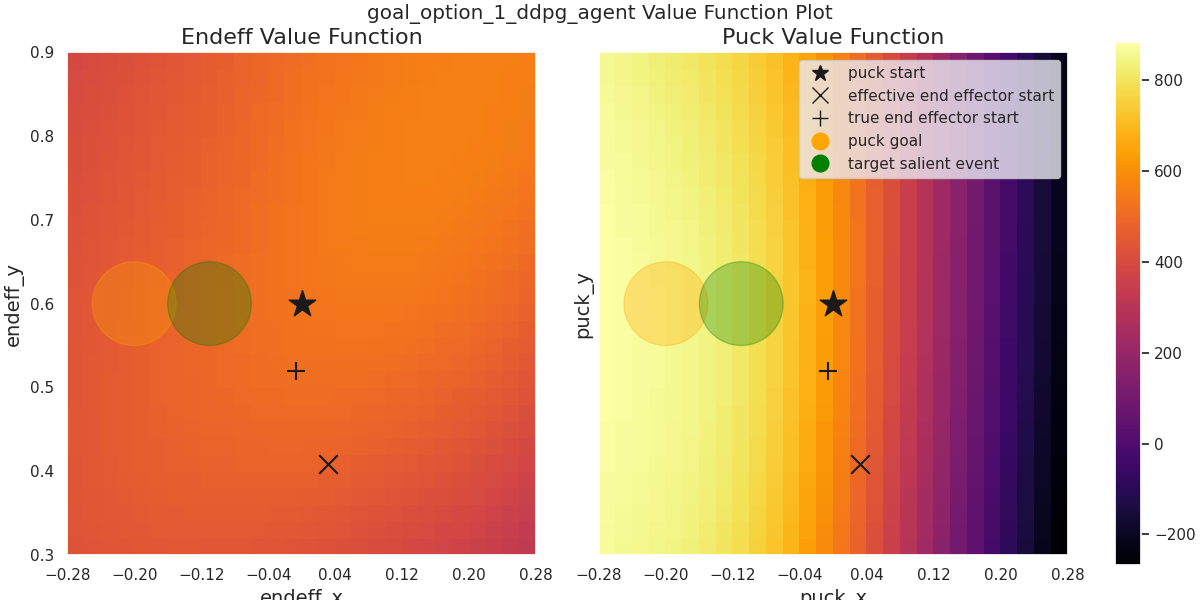 goal_option_1_ddpg_agent Value Function Plot
Endeff Value Function
Puck Value Function
0.9
0.8
0.7
0.6
0.5
0.4
0.3
endeff_y
−0.28 −0.20 −0.12 −0.04 0.04 0.12 0.20 0.28
endeff_x
puck start
effective end effector start
true end effector start
puck goal
target salient event
puck_y
−0.28 −0.20 −0.12 −0.04 0.04 0.12 0.20 0.28
puck_x
800
600
400
200
0
−200